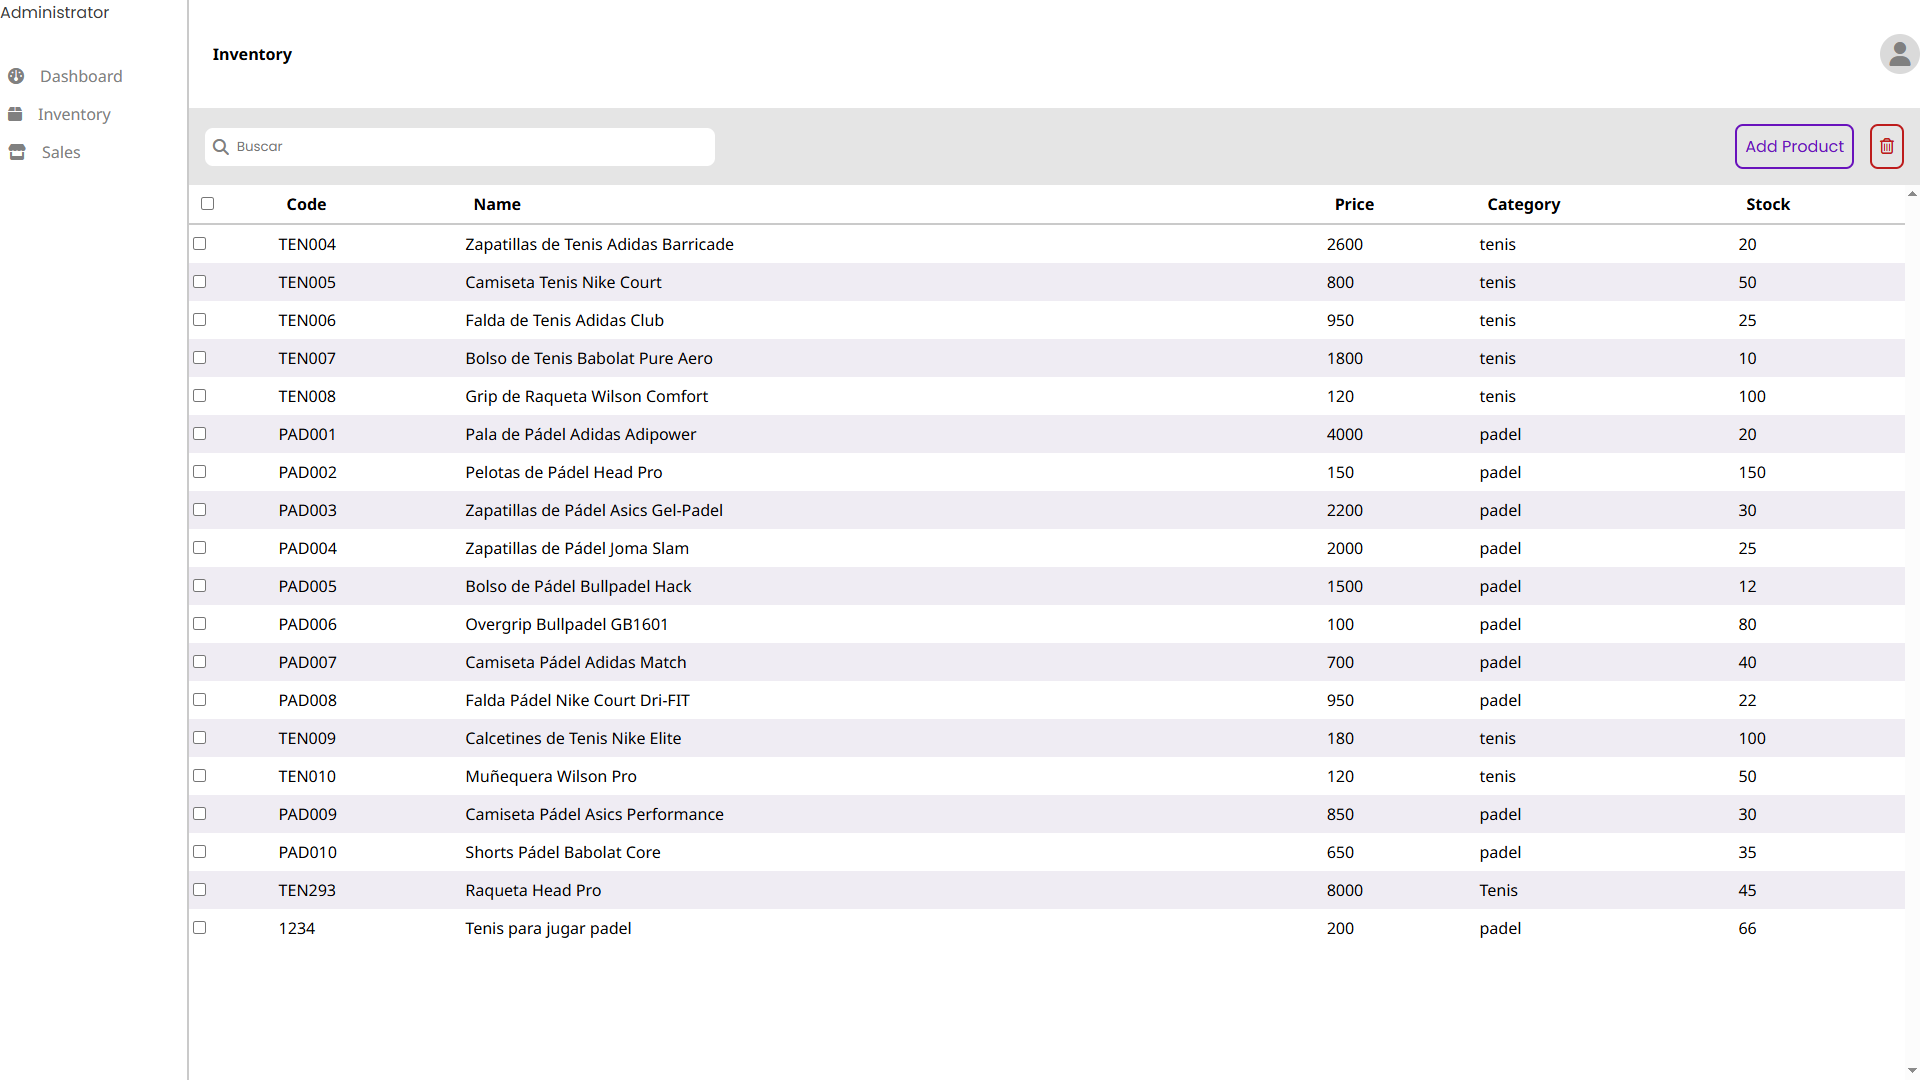 Administrator
Dashboard
Inventory
Sales
Inventory
Buscar
Add Product
Code Name Price Category Stock
TEN004 Zapatillas de Tenis Adidas Barricade 2600 tenis 20
TEN005 Camiseta Tenis Nike Court 800 tenis 50
TEN006 Falda de Tenis Adidas Club 950 tenis 25
TEN007 Bolso de Tenis Babolat Pure Aero 1800 tenis 10
TEN008 Grip de Raqueta Wilson Comfort 120 tenis 100
PAD001 Pala de Pádel Adidas Adipower 4000 padel 20
PAD002 Pelotas de Pádel Head Pro 150 padel 150
PAD003 Zapatillas de Pádel Asics Gel-Padel 2200 padel 30
PAD004 Zapatillas de Pádel Joma Slam 2000 padel 25
PAD005 Bolso de Pádel Bullpadel Hack 1500 padel 12
PAD006 Overgrip Bullpadel GB1601 100 padel 80
PAD007 Camiseta Pádel Adidas Match 700 padel 40
PAD008 Falda Pádel Nike Court Dri-FIT 950 padel 22
TEN009 Calcetines de Tenis Nike Elite 180 tenis 100
TEN010 Muñequera Wilson Pro 120 tenis 50
PAD009 Camiseta Pádel Asics Performance 850 padel 30
PAD010 Shorts Pádel Babolat Core 650 padel 35
TEN293 Raqueta Head Pro 8000 Tenis 45
1234 Tenis para jugar padel 200 padel 66